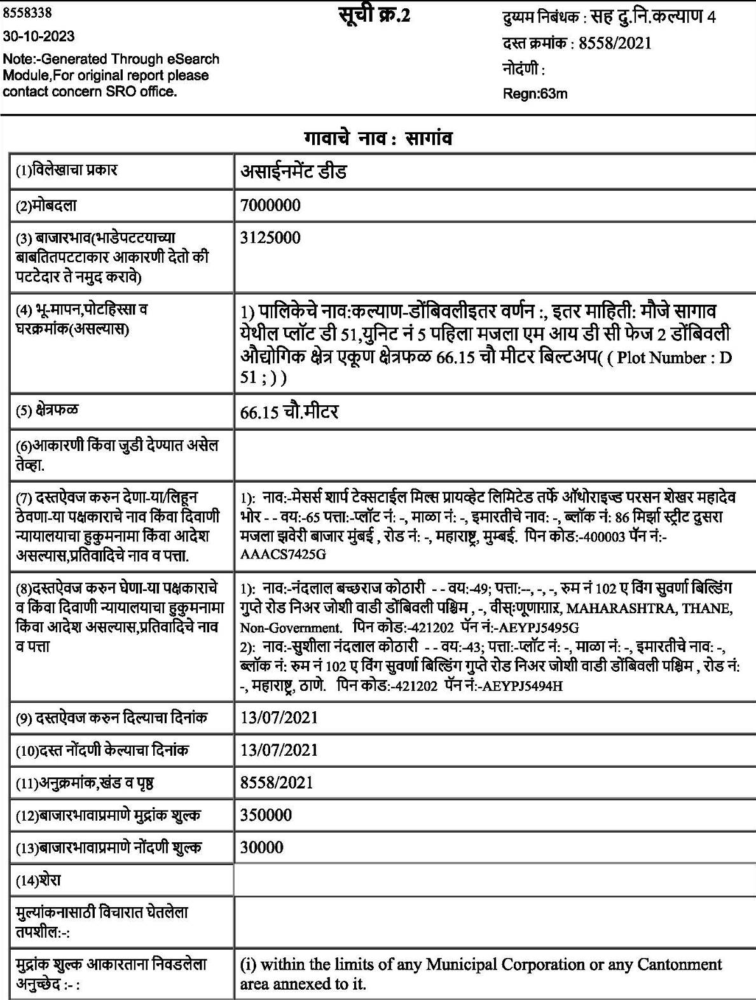 8558338
30-10-2023
Note:-Generated Through eSearch
Module,For original report please
contact concern SRO office.
सूची क्र.2
दुय्यम निबंधक : सह दु.नि.कल्याण 4
दस्त क्रमांक : 8558/2021
नोदंणी :
Regn:63m
गावाचे नाव : सागांव
(1)विलेखाचा प्रकार
असाईनमेंट डीड
(2)मोबदला
7000000
(3) बाजारभाव(भाडेपटटयाच्या
बाबतितपटटाकार आकारणी देतो की
पटटेदार ते नमुद करावे)
3125000
(4) भू-मापन,पोटहिस्सा व
घरक्रमांक(असल्यास)
1) पालिकेचे नाव:कल्याण-डोंबिवलीइतर वर्णन :, इतर माहिती: मौजे सागाव
येथील प्लॉट डी 51,युनिट नं 5 पहिला मजला एम आय डी सी फेज 2 डोंबिवली
औद्योगिक क्षेत्र एकूण क्षेत्रफळ 66.15 चौ मीटर बिल्टअप( ( Plot Number : D
51 ; ) )
(5) क्षेत्रफळ
66.15 चौ.मीटर
(6)आकारणी किंवा जुडी देण्यात असेल
तेव्हा.
(7) दस्तऐवज करुन देणा-या/लिहून
ठेवणा-या पक्षकाराचे नाव किंवा दिवाणी
न्यायालयाचा हुकुमनामा किंवा आदेश
असल्यास,प्रतिवादिचे नाव व पत्ता.
1): नाव:-मेसर्स शार्प टेक्सटाईल मिल्स प्रायव्हेट लिमिटेड तर्फे ऑथोराइज्ड परसन शेखर महादेव
भोर - - वय:-65 पत्ता:-प्लॉट नं: -, माळा नं: -, इमारतीचे नाव: -, ब्लॉक नं: 86 मिर्झा स्ट्रीट दुसरा
मजला झवेरी बाजार मुंबई , रोड नं: -, महाराष्ट्र, मुम्बई. पिन कोड:-400003 पॅन नं:-
AAACS7425G
(8)दस्तऐवज करुन घेणा-या पक्षकाराचे
व किंवा दिवाणी न्यायालयाचा हुकुमनामा
किंवा आदेश असल्यास,प्रतिवादिचे नाव
व पत्ता
1): नाव:-नंदलाल बच्छराज कोठारी - - वय:-49; पत्ता:--, -, -, रुम नं 102 ए विंग सुवर्णा बिल्डिंग
गुप्ते रोड निअर जोशी वाडी डोंबिवली पश्चिम , -, MAHARASHTRA, THANE,
Non-Government. पिन कोड:-421202 पॅन नं:-AEYPJ5495G
2): नाव:-सुशीला नंदलाल कोठारी - - वय:-43; पत्ता:-प्लॉट नं: -, माळा नं: -, इमारतीचे नाव: -,
ब्लॉक नं: रुम नं 102 ए विंग सुवर्णा बिल्डिंग गुप्ते रोड निअर जोशी वाडी डोंबिवली पश्चिम , रोड नं:
-, महाराष्ट्र, ठाणे. पिन कोड:-421202 पॅन नं:-AEYPJ5494H
(9) दस्तऐवज करुन दिल्याचा दिनांक
13/07/2021
(10)दस्त नोंदणी केल्याचा दिनांक
13/07/2021
(11)अनुक्रमांक,खंड व पृष्ठ
8558/2021
(12)बाजारभावाप्रमाणे मुद्रांक शुल्क
350000
(13)बाजारभावाप्रमाणे नोंदणी शुल्क
30000
(14)शेरा
मुल्यांकनासाठी विचारात घेतलेला
तपशील:-:
मुद्रांक शुल्क आकारताना निवडलेला
अनुच्छेद :- :
(i) within the limits of any Municipal Corporation or any Cantonment
area annexed to it.